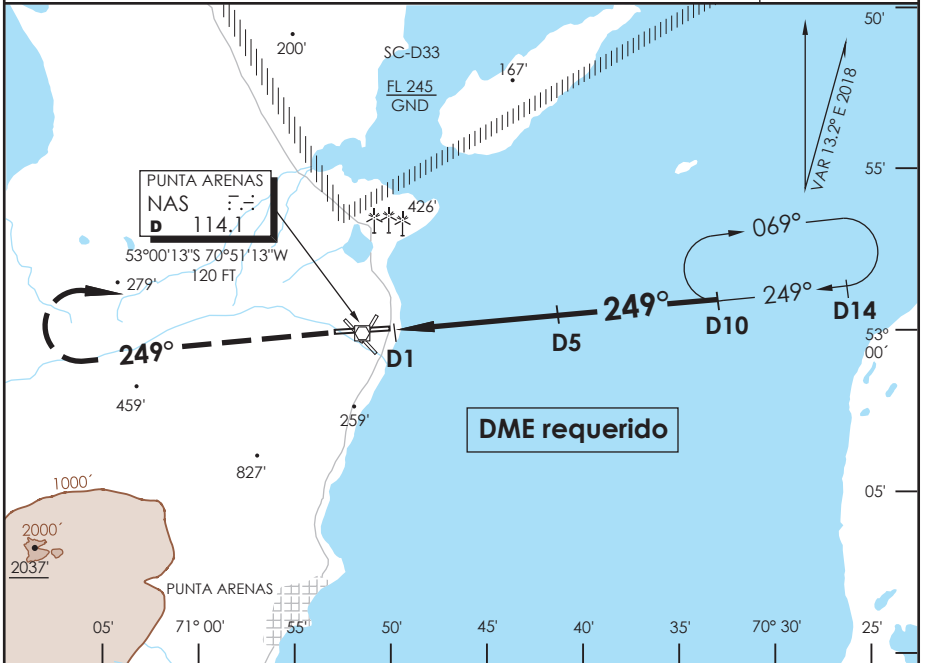 50'
200'
SC-D33
FL 245
GND
167'
VAR 13.2° E 2018
55'
PUNTA ARENAS
NAS
D 114.1
53°00'13"S 70°51'13"W
120 FT
426'
069°
279'
249°
D14
249°
D10
D5
53°
00´
249°
D1
459'
259'
DME requerido
827'
1000´
05'
2000´
2037'
PUNTA ARENAS
05'
71° 00'
55'
50'
45'
40'
35'
70° 30'
25'